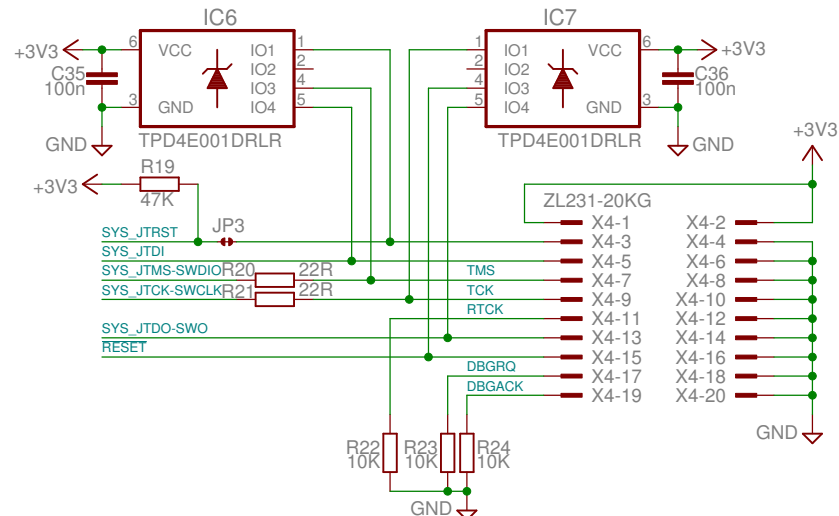 IC6
IC7
+3V3
6
VCC
IO1
1
IO2
2
IO3
4
GND
IO4
5
3
C35
100n
GND
TPD4E001DRLR
1
IO1
VCC
6
+3V3
2
IO2
4
IO3
5
IO4
GND
3
C36
100n
GND
TPD4E001DRLR
+3V3
R19
+3V3
47K
ZL231-20KG
JP3
SYS_JTRST
SYS_JTDI
SYS_JTMS-SWDIO
R20
22R
TMS
SYS_JTCK-SWCLK
R21
22R
TCK
RTCK
SYS_JTDO-SWO
RESET
DBGRQ
DBGACK
X4-1
X4-2
X4-3
X4-4
X4-5
X4-6
X4-7
X4-8
X4-9
X4-10
X4-11
X4-12
X4-13
X4-14
X4-15
X4-16
X4-17
X4-18
X4-19
X4-20
GND
R22
10K
R23
10K
R24
10K
GND